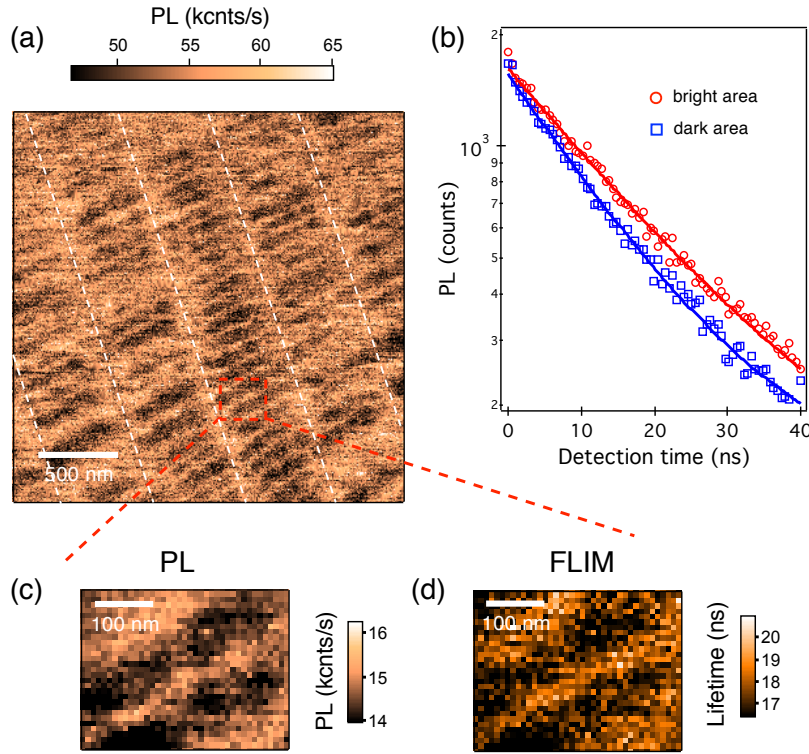 (a)
PL (kcnts/s)
50 55 60 65
500 nm
(b)
PL (counts)
2
10³
9
8
7
6
5
4
3
2
bright area
dark area
0 10 20 30 40
Detection time (ns)
(c)
PL
100 nm
PL (kcnts/s)
16
15
14
(d)
FLIM
100 nm
Lifetime (ns)
20
19
18
17